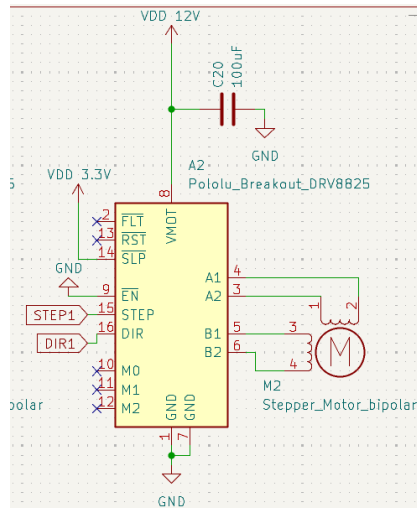 VDD 12V
C20
100uF
GND
A2
Pololu_Breakout_DRV8825
VDD 3.3V
8
VMOT
2 FLT
13 RST
14 SLP
GND
9 EN
STEP1 15 STEP
DIR1 16 DIR
10 M0
11 M1
12 M2
A1 4
A2 3
B1 5
B2 6
1 2
3
4
M
M2
Stepper_Motor_bipolar
polar
GND GND
1 7
GND